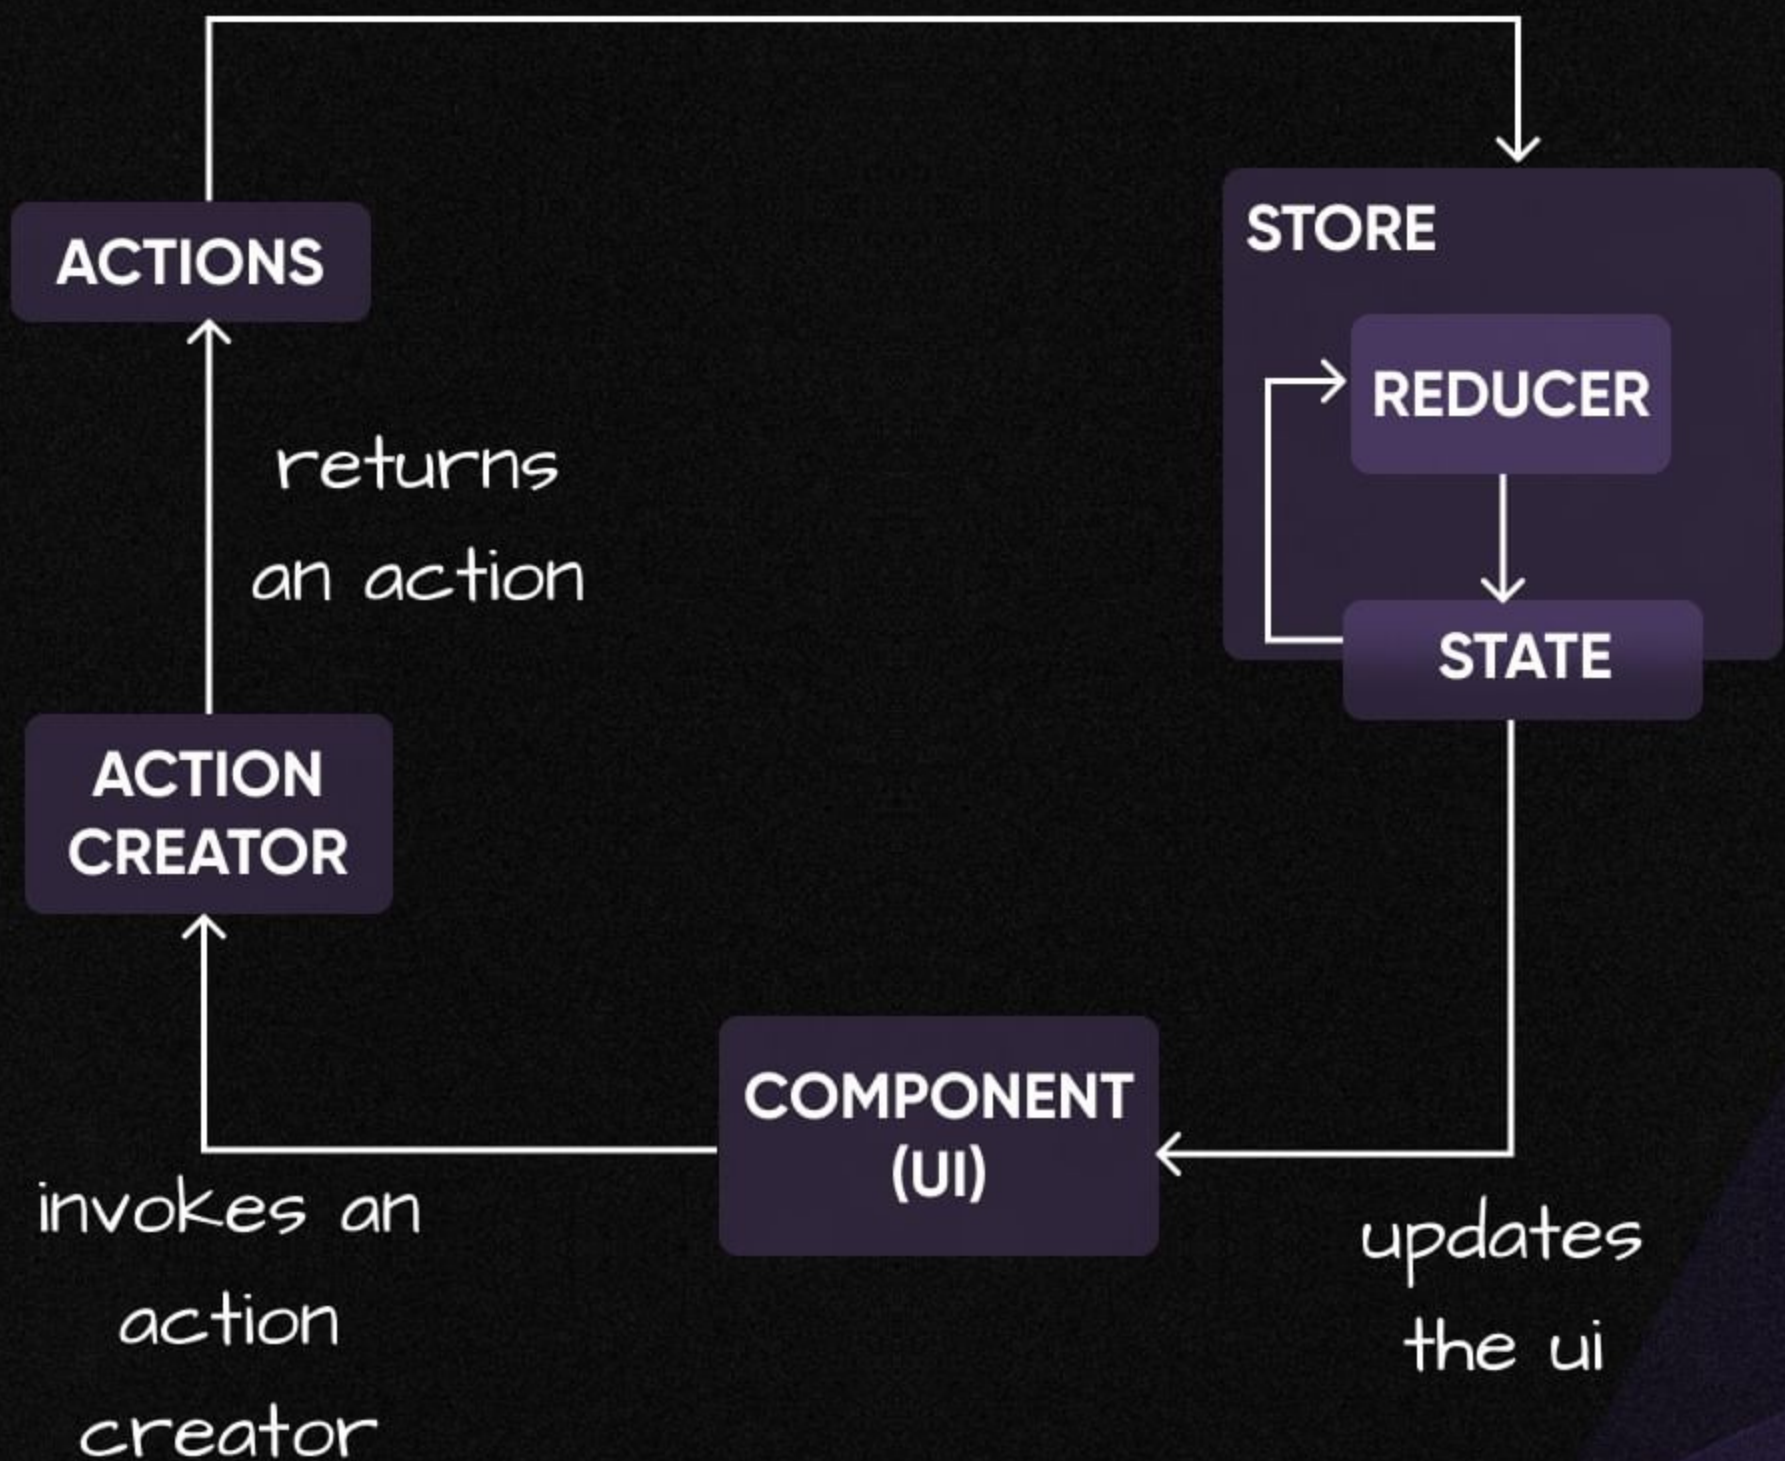 ACTIONS
STORE
REDUCER
returns
an action
STATE
ACTION
CREATOR
COMPONENT
(UI)
invokes an
action
creator
updates
the ui